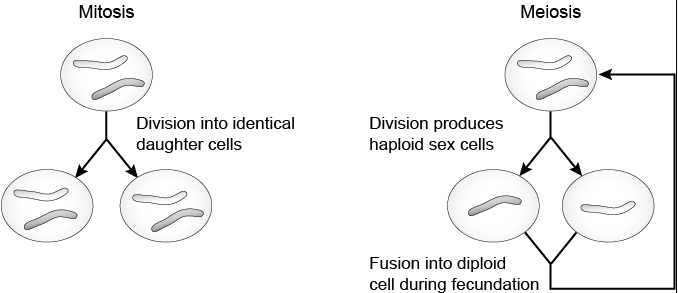 Mitosis
Division into identical
daughter cells
Meiosis
Division produces
haploid sex cells
Fusion into diploid
cell during fecundation